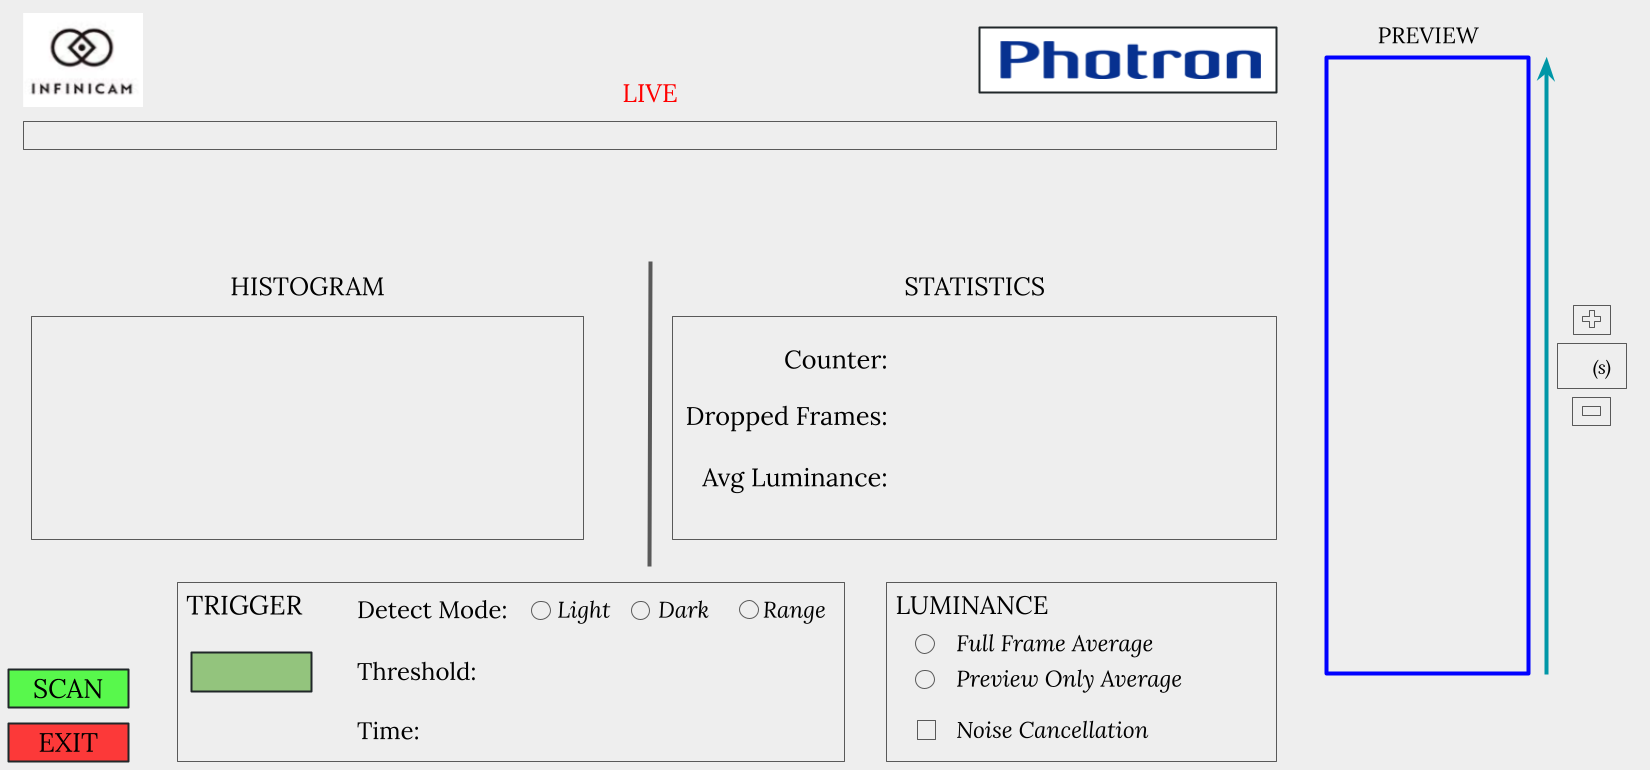 INFINICAM
Photron
PREVIEW
LIVE
HISTOGRAM
STATISTICS
Counter:
Dropped Frames:
Avg Luminance:
(s)
TRIGGER
Detect Mode: Light Dark Range
Threshold:
Time:
LUMINANCE
Full Frame Average
Preview Only Average
Noise Cancellation
SCAN
EXIT